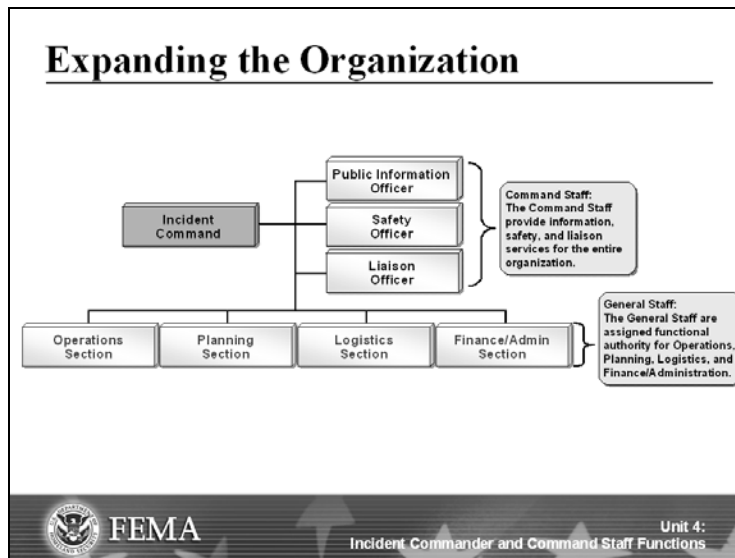 Expanding the Organization
Public Information
Officer
Incident
Command
Safety
Officer
Liaison
Officer
Command Staff:
The Command Staff
provide information,
safety, and liaison
services for the entire
organization.
Operations
Section
Planning
Section
Logistics
Section
Finance/Admin
Section
General Staff:
The General Staff are
assigned functional
authority for Operations,
Planning, Logistics, and
Finance/Administration.
FEMA
Unit 4:
Incident Commander and Command Staff Functions